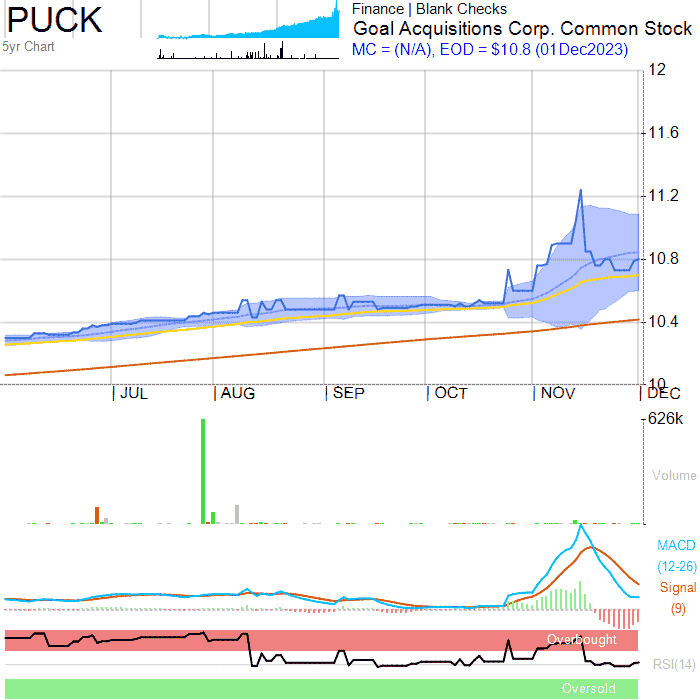 PUCK
5yr Chart
Finance | Blank Checks
Goal Acquisitions Corp. Common Stock
MC = (N/A), EOD = $10.8 (01Dec2023)
12
11.6
11.2
10.8
10.4
10
JUL AUG SEP OCT NOV DEC
626k
Volume
MACD
(12-26)
Signal
(9)
Overbought
RSI(14)
Oversold